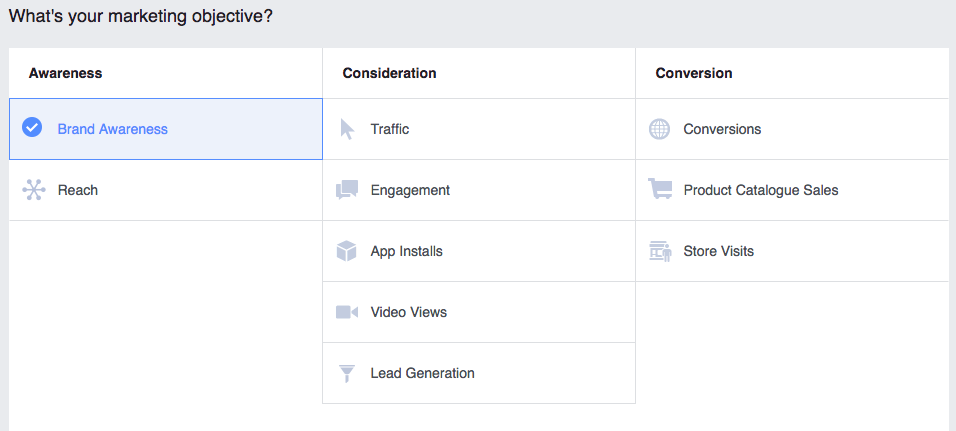 What's your marketing objective?
Awareness
Consideration
Conversion
Brand Awareness
Traffic
Conversions
Reach
Engagement
Product Catalogue Sales
App Installs
Store Visits
Video Views
Lead Generation